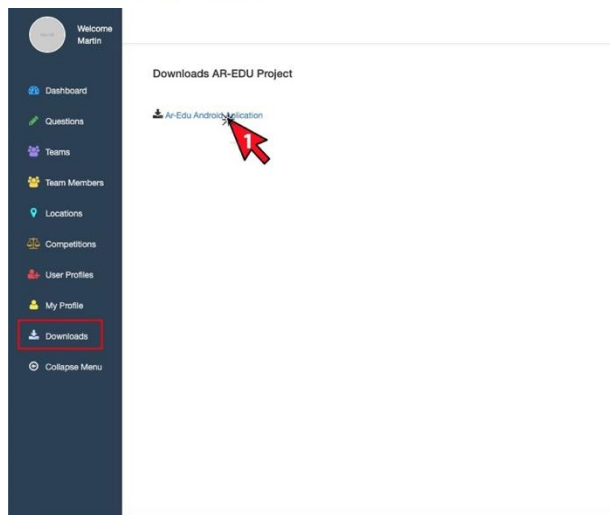 Welcome
Martin
Dashboard
Questions
Teams
Team Members
Locations
Competitions
User Profiles
My Profile
Downloads
Collapse Menu
Downloads AR-EDU Project
Ar-Edu Android
1